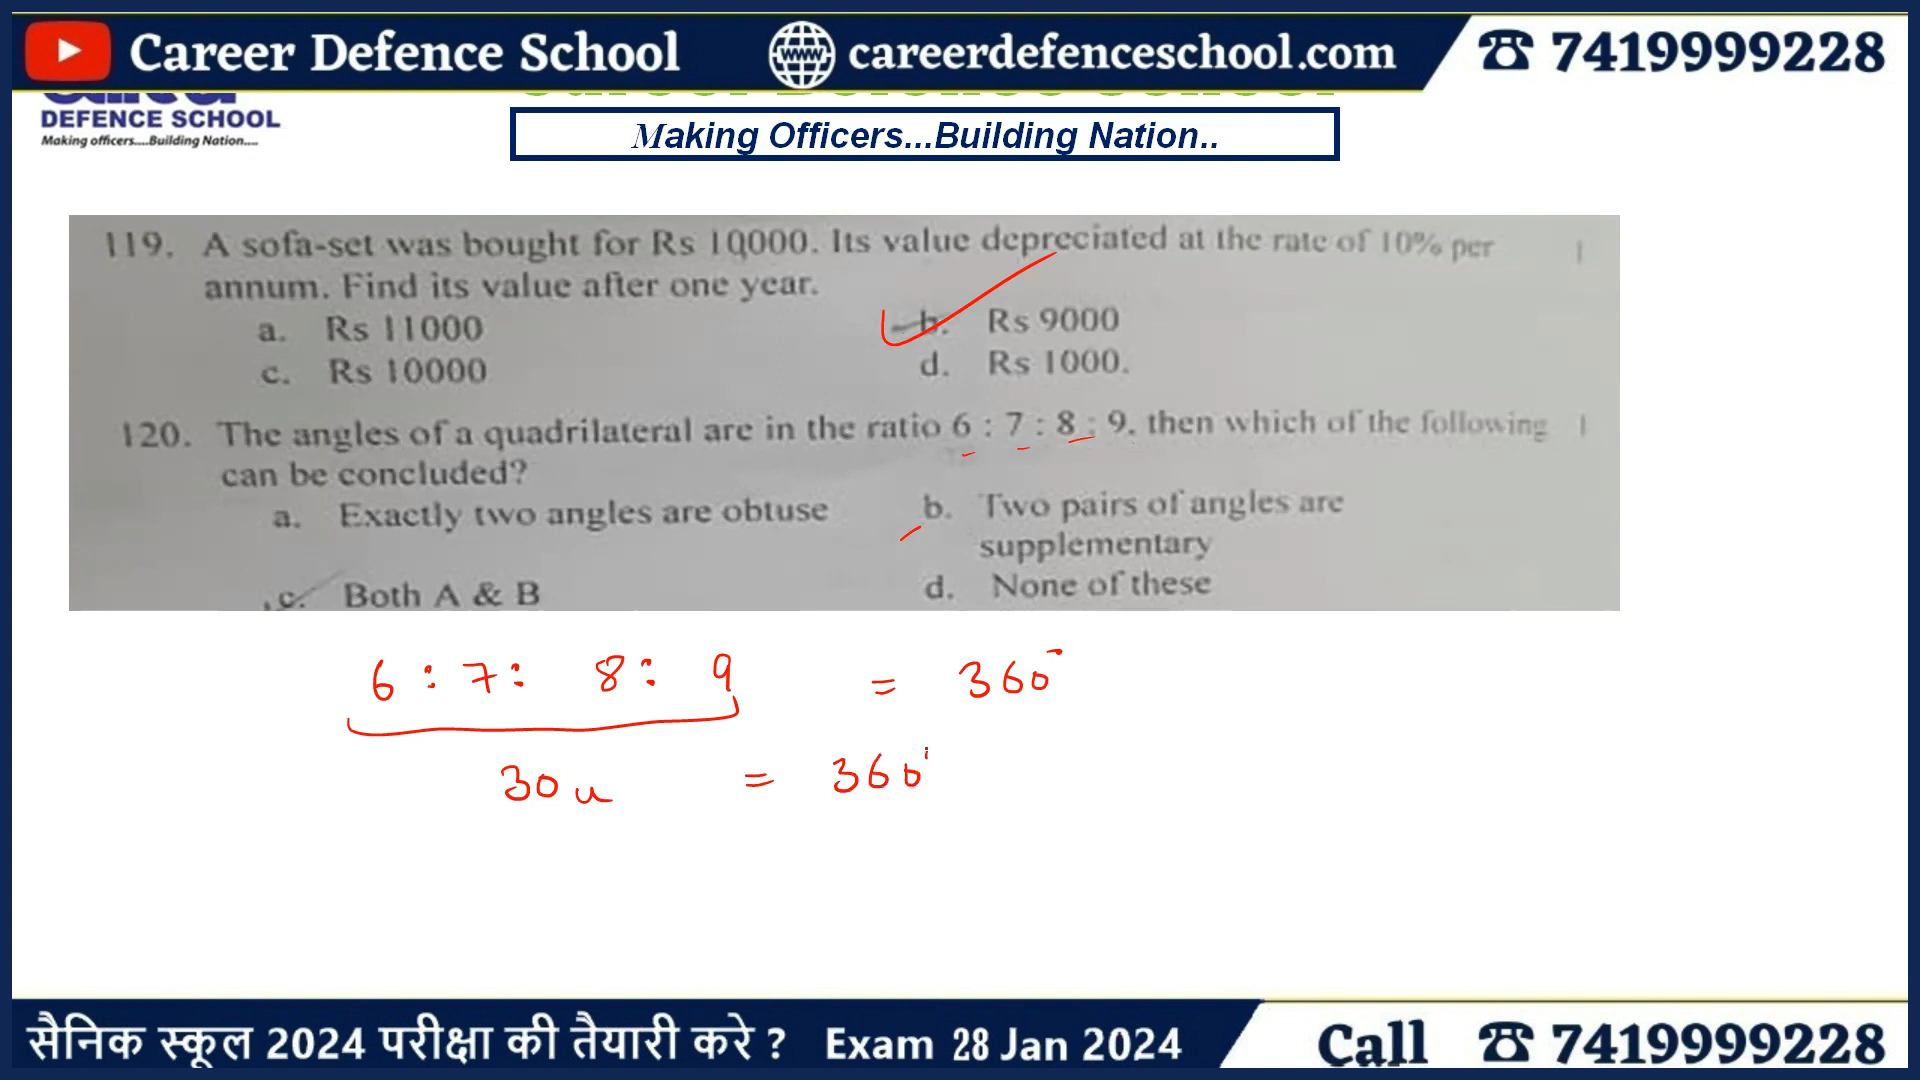 Career Defence School careerdefenceschool.com ☎ 7419999228
DEFENCE SCHOOL
Making officers....Building Nation....
Making Officers...Building Nation..
119. A sofa-set was bought for Rs 10000. Its value depreciated at the rate of 10% per 1
annum. Find its value after one year.
a. Rs 11000 b. Rs 9000
c. Rs 10000 d. Rs 1000.
120. The angles of a quadrilateral are in the ratio 6 : 7 : 8 : 9. then which of the following 1
can be concluded?
a. Exactly two angles are obtuse b. Two pairs of angles are
supplementary
c. Both A & B d. None of these
6 : 7 : 8 : 9 = 360°
30u = 360°
सैनिक स्कूल 2024 परीक्षा की तैयारी करे ? Exam 28 Jan 2024 Call ☎ 7419999228